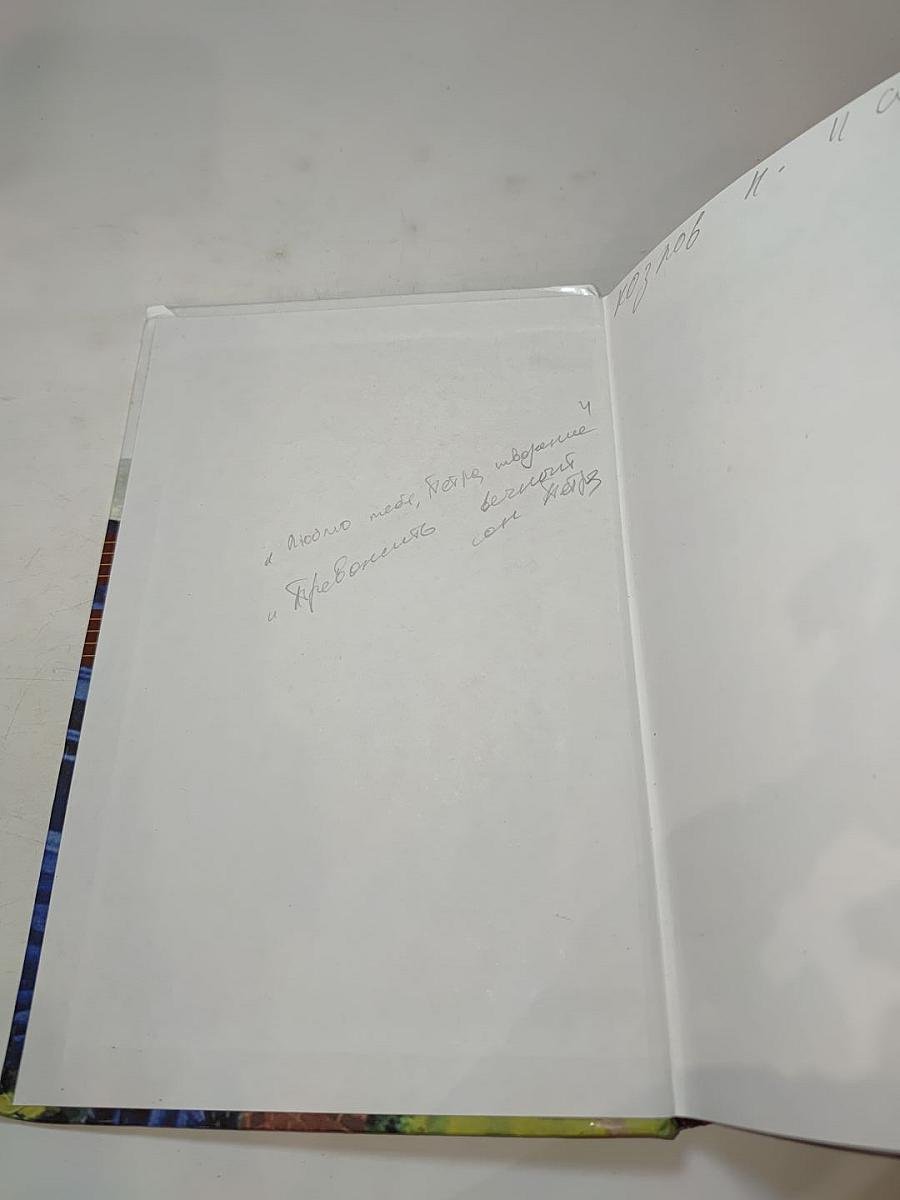 "Люблю тебя, Петра творенье"
"Тревожить вечный
сон Петра
козлов н. "